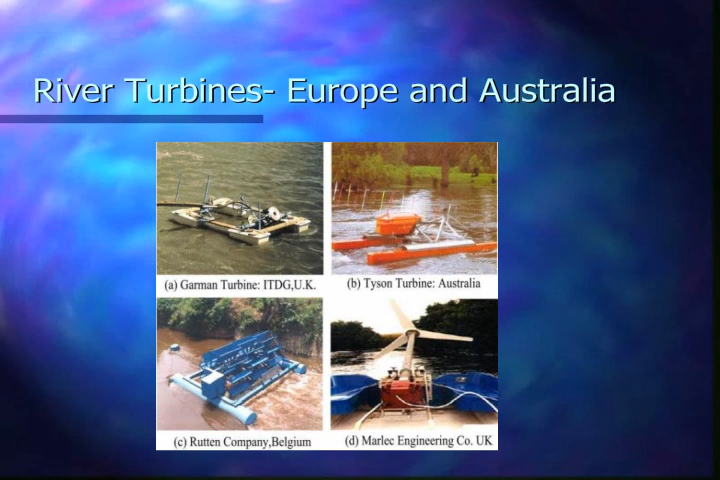 River Turbines- Europe and Australia
(a) Garman Turbine: ITDG,U.K.
(b) Tyson Turbine: Australia
(c) Rutten Company,Belgium
(d) Marlec Engineering Co. UK